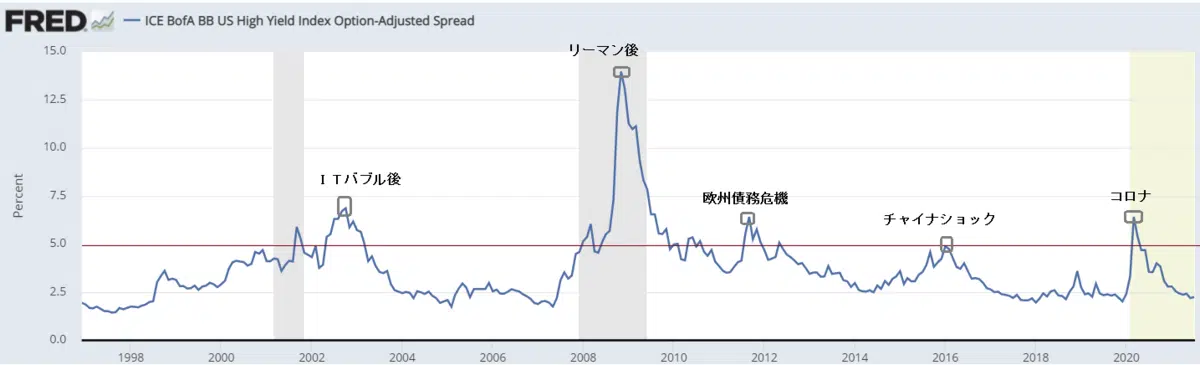 FRED
ICE BofA BB US High Yield Index Option-Adjusted Spread
Percent
15.0
12.5
10.0
7.5
5.0
2.5
0.0
リーマン後
ITバブル後
欧州債務危機
チャイナショック
コロナ
1998 2000 2002 2004 2006 2008 2010 2012 2014 2016 2018 2020